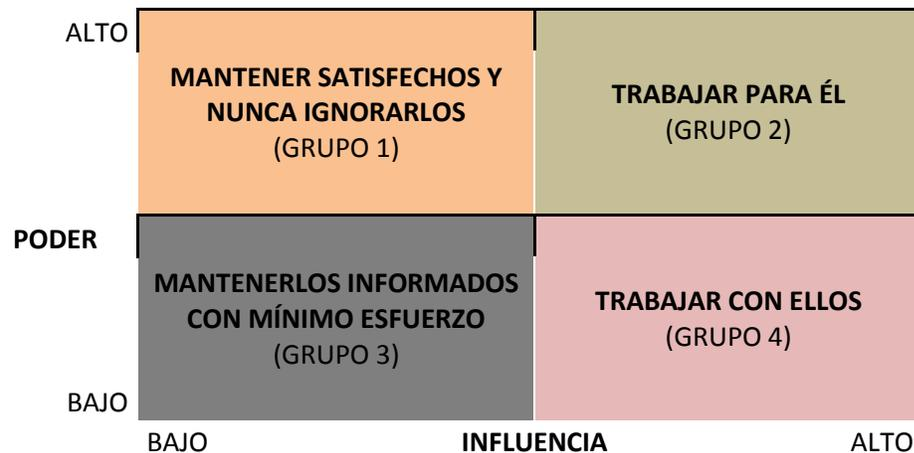 ALTO
MANTENER SATISFECHOS Y
NUNCA IGNORARLOS
(GRUPO 1)
TRABAJAR PARA ÉL
(GRUPO 2)
PODER
MANTENERLOS INFORMADOS
CON MÍNIMO ESFUERZO
(GRUPO 3)
TRABAJAR CON ELLOS
(GRUPO 4)
BAJO
BAJO
INFLUENCIA
ALTO